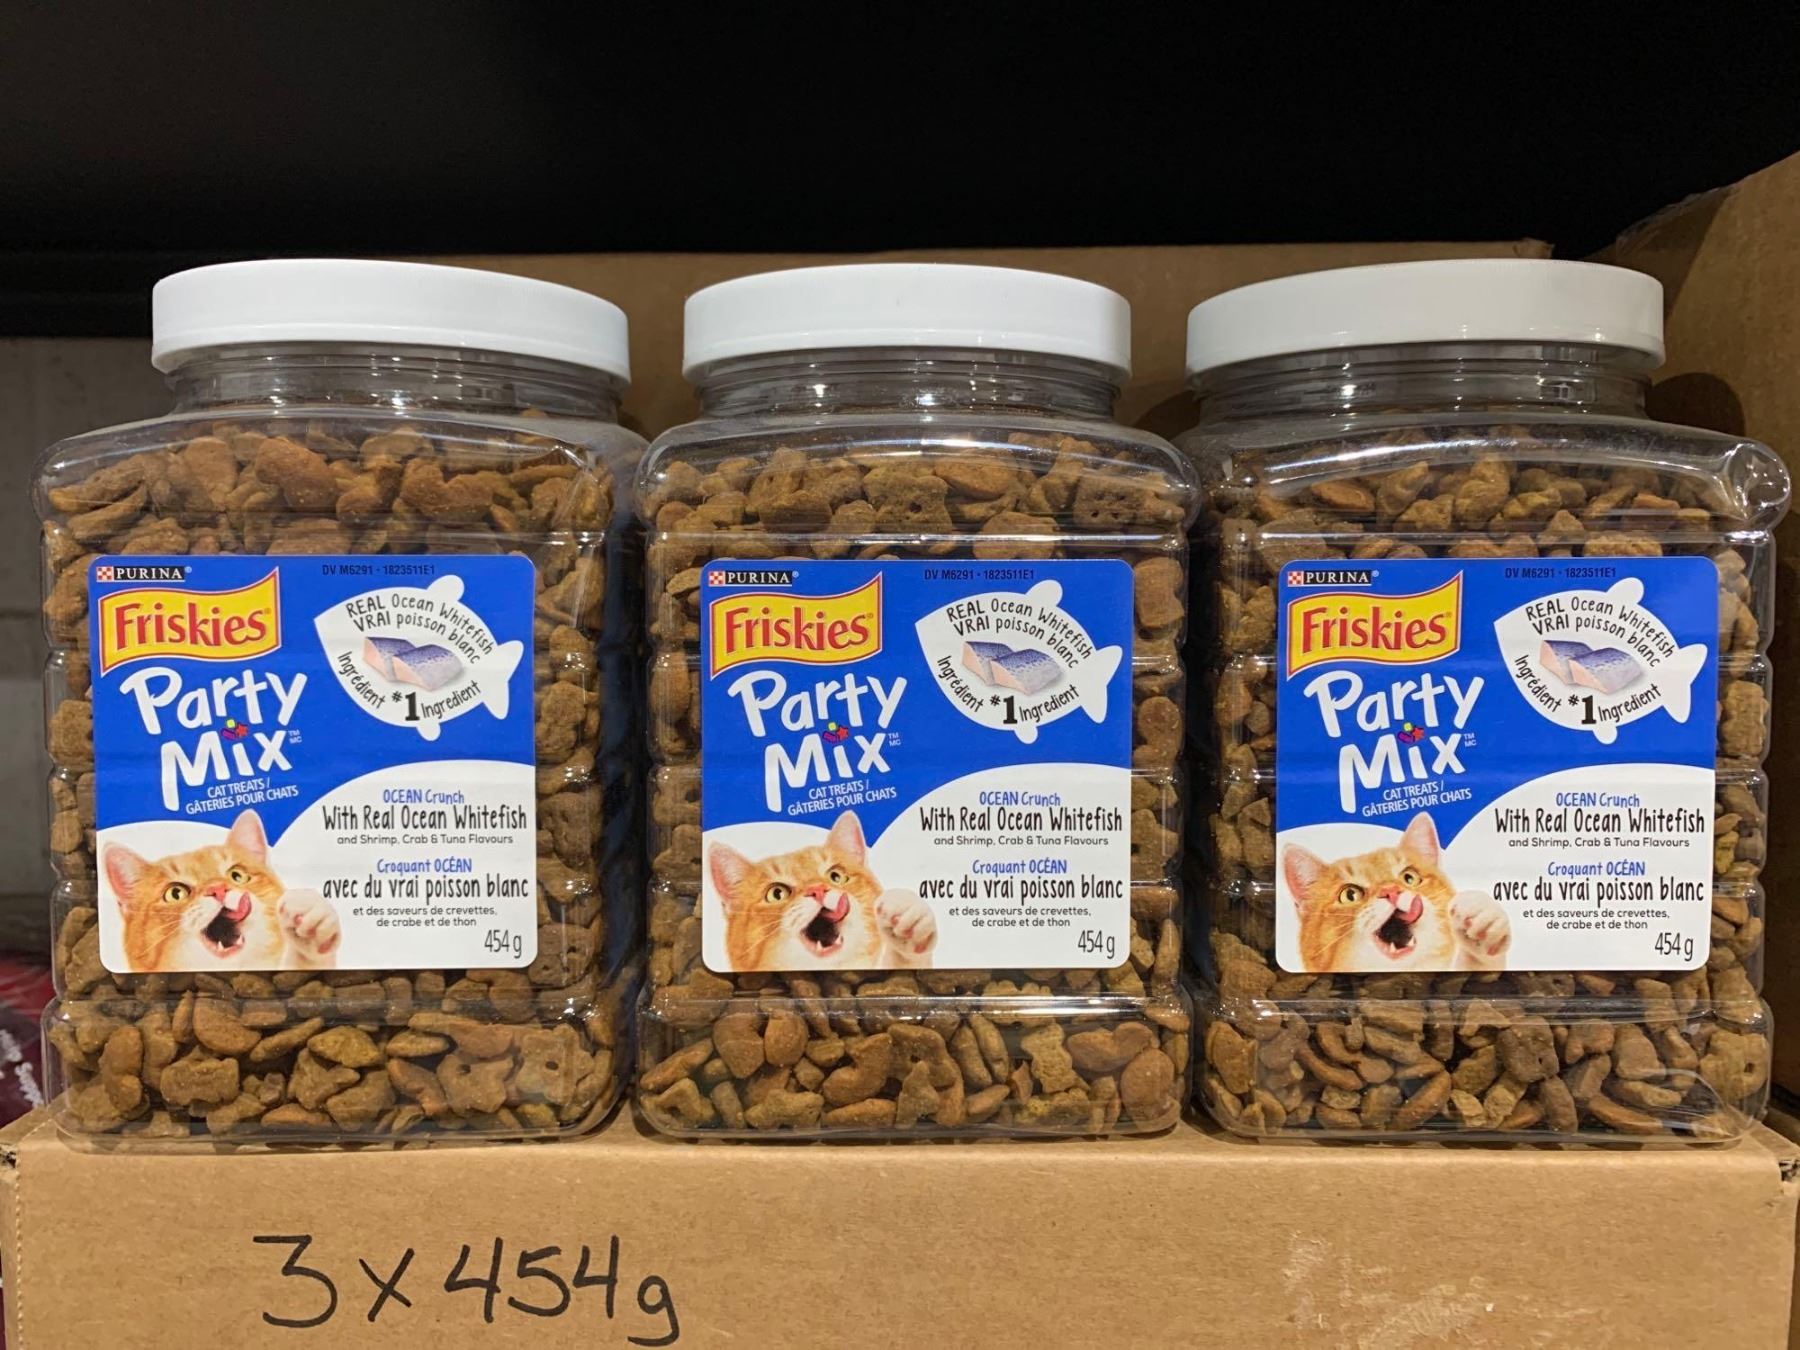 PURINA®
DV M6291 - 1823511E1
Friskies®
REAL Ocean Whitefish
VRAI poisson blanc
Ingrédient #1 Ingredient
Party
Mix™ MC
CAT TREATS /
GÂTERIES POUR CHATS
OCEAN Crunch
With Real Ocean Whitefish
and Shrimp, Crab & Tuna Flavours
Croquant OCÉAN
avec du vrai poisson blanc
et des saveurs de crevettes,
de crabe et de thon
454 g
PURINA®
DV M6291 - 1823511E1
Friskies®
REAL Ocean Whitefish
VRAI poisson blanc
Ingrédient #1 Ingredient
Party
Mix™ MC
CAT TREATS /
GÂTERIES POUR CHATS
OCEAN Crunch
With Real Ocean Whitefish
and Shrimp, Crab & Tuna Flavours
Croquant OCÉAN
avec du vrai poisson blanc
et des saveurs de crevettes,
de crabe et de thon
454 g
PURINA®
DV M6291 - 1823511E1
Friskies®
REAL Ocean Whitefish
VRAI poisson blanc
Ingrédient #1 Ingredient
Party
Mix™ MC
CAT TREATS /
GÂTERIES POUR CHATS
OCEAN Crunch
With Real Ocean Whitefish
and Shrimp, Crab & Tuna Flavours
Croquant OCÉAN
avec du vrai poisson blanc
et des saveurs de crevettes,
de crabe et de thon
454 g
3 x 454g